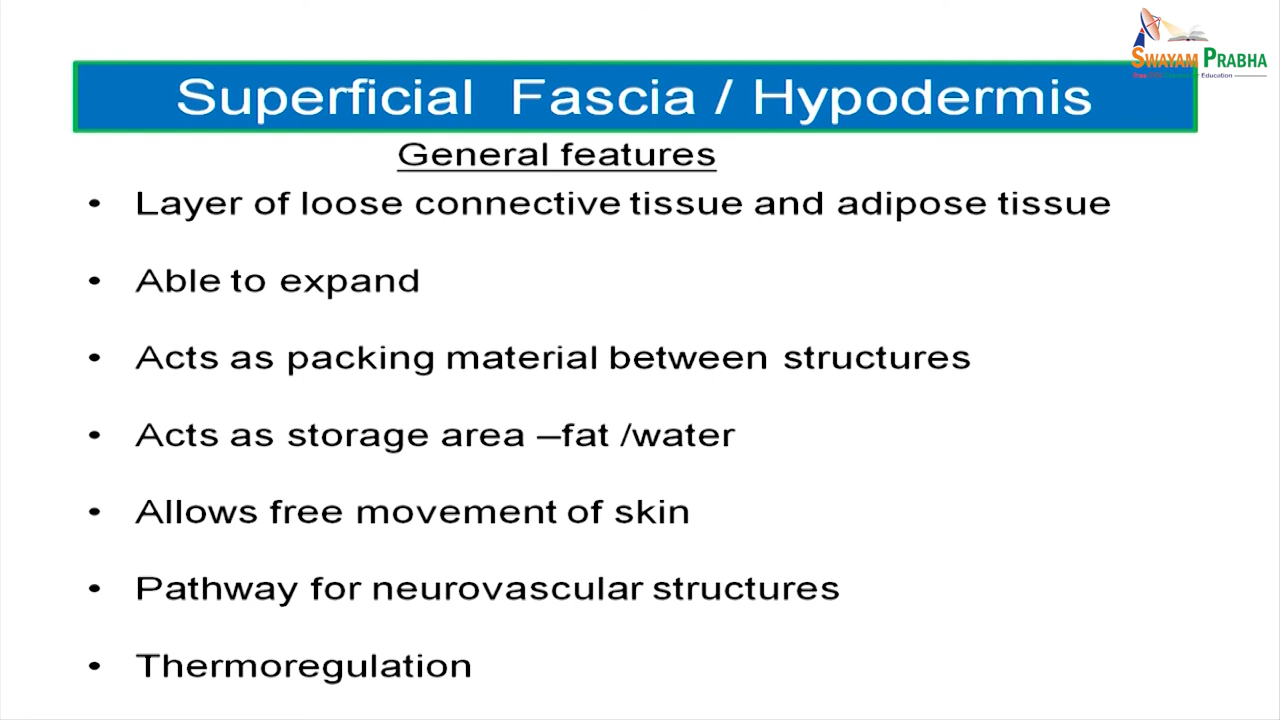 SWAYAM PRABHA
Superficial Fascia / Hypodermis
General features
• Layer of loose connective tissue and adipose tissue
• Able to expand
• Acts as packing material between structures
• Acts as storage area –fat /water
• Allows free movement of skin
• Pathway for neurovascular structures
• Thermoregulation